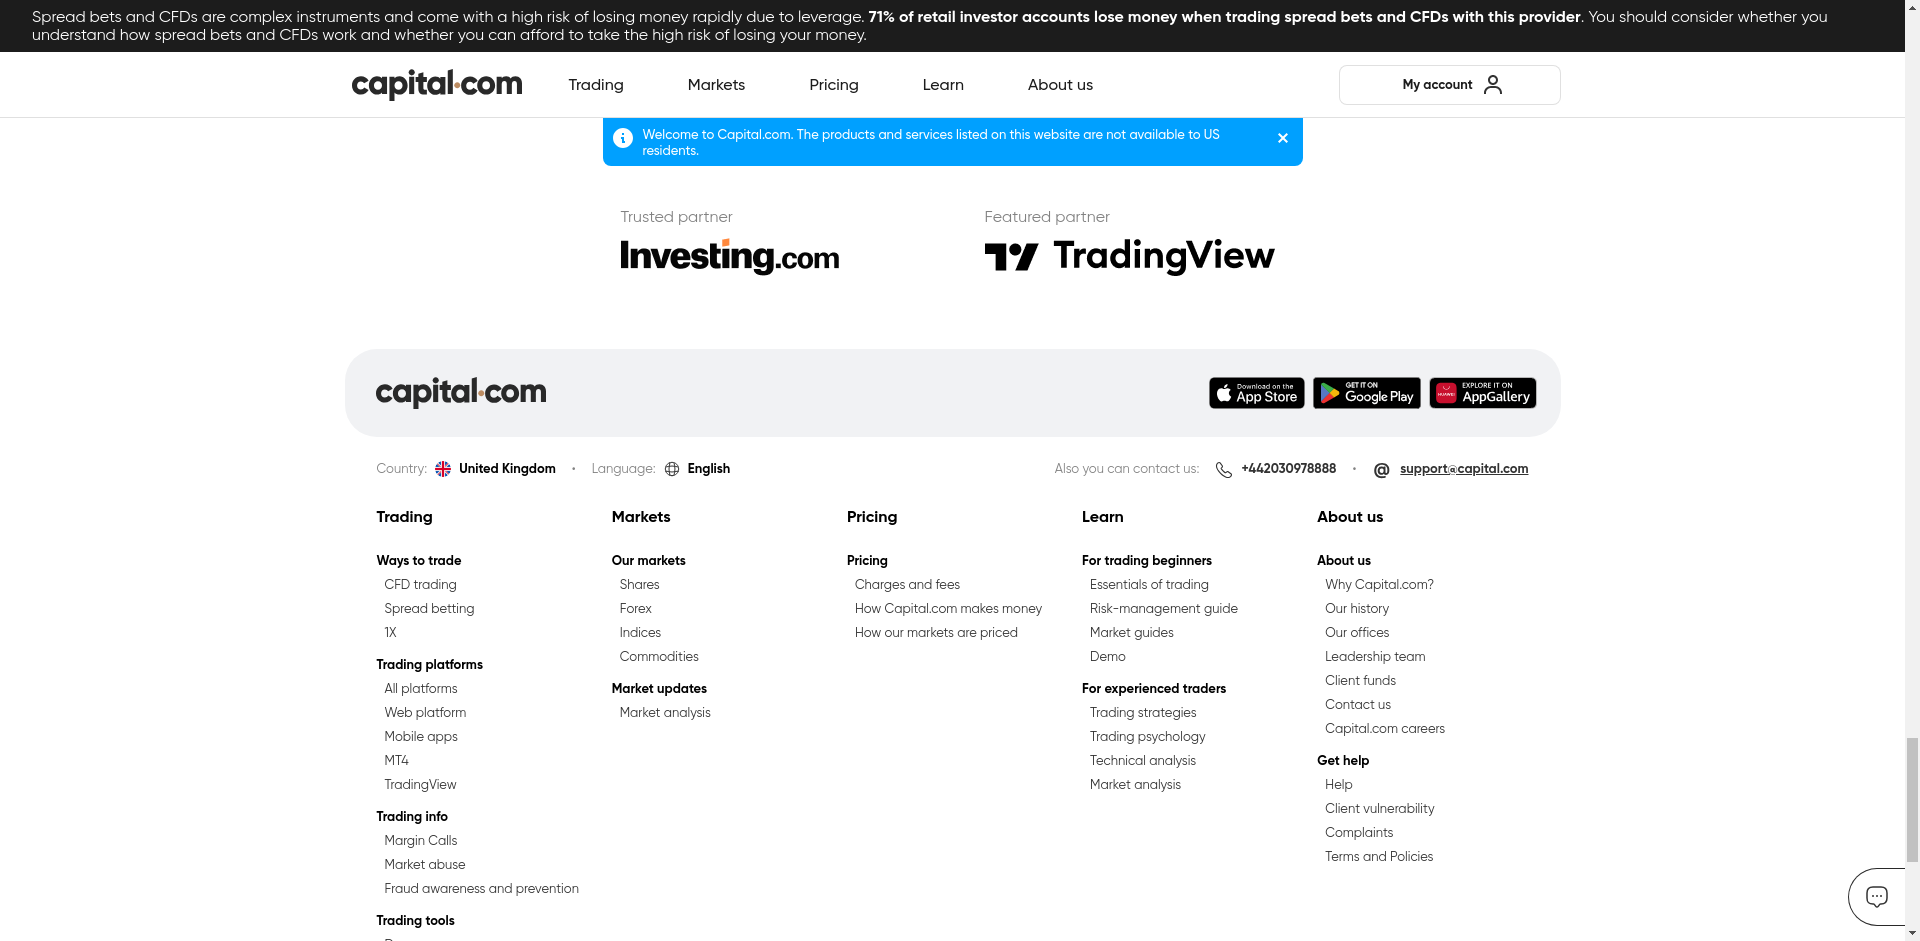 Spread bets and CFDs are complex instruments and come with a high risk of losing money rapidly due to leverage. 71% of retail investor accounts lose money when trading spread bets and CFDs with this provider. You should consider whether you
understand how spread bets and CFDs work and whether you can afford to take the high risk of losing your money.
capital.com
Trading
Markets
Pricing
Learn
About us
My account
Welcome to Capital.com. The products and services listed on this website are not available to US
residents.
Trusted partner
Investing.com
Featured partner
TradingView
capital.com
Download on the
App Store
GET IT ON
Google Play
HUAWEI
EXPLORE IT ON
AppGallery
Country: United Kingdom • Language: English
Also you can contact us: +442030978888 • @ support@capital.com
Trading
Ways to trade
CFD trading
Spread betting
1X
Trading platforms
All platforms
Web platform
Mobile apps
MT4
TradingView
Trading info
Margin Calls
Market abuse
Fraud awareness and prevention
Trading tools
Markets
Our markets
Shares
Forex
Indices
Commodities
Market updates
Market analysis
Pricing
Pricing
Charges and fees
How Capital.com makes money
How our markets are priced
Learn
For trading beginners
Essentials of trading
Risk-management guide
Market guides
Demo
For experienced traders
Trading strategies
Trading psychology
Technical analysis
Market analysis
About us
About us
Why Capital.com?
Our history
Our offices
Leadership team
Client funds
Contact us
Capital.com careers
Get help
Help
Client vulnerability
Complaints
Terms and Policies